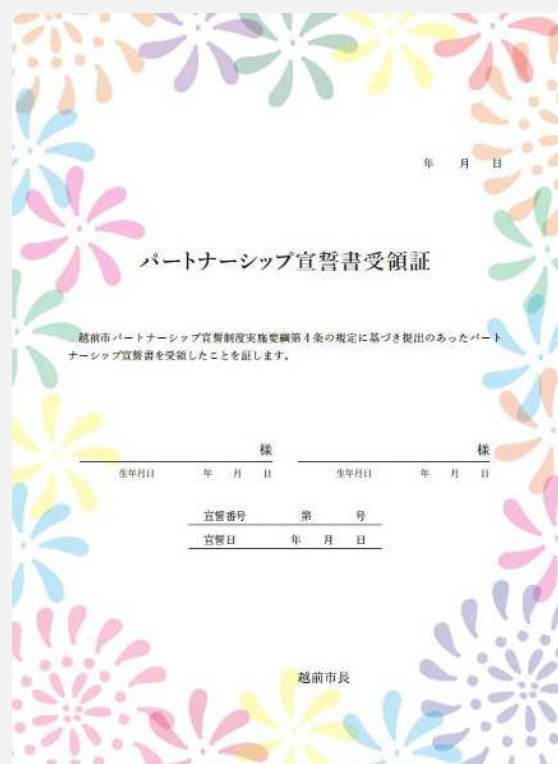 年　月　日
パートナーシップ宣誓書受領証
越前市パートナーシップ宣誓制度実施要綱第４条の規定に基づき提出のあったパート
ナーシップ宣誓書を受領したことを証します。
様　様
生年月日　年　月　日　生年月日　年　月　日
宣誓番号　第　号
宣誓日　年　月　日
越前市長